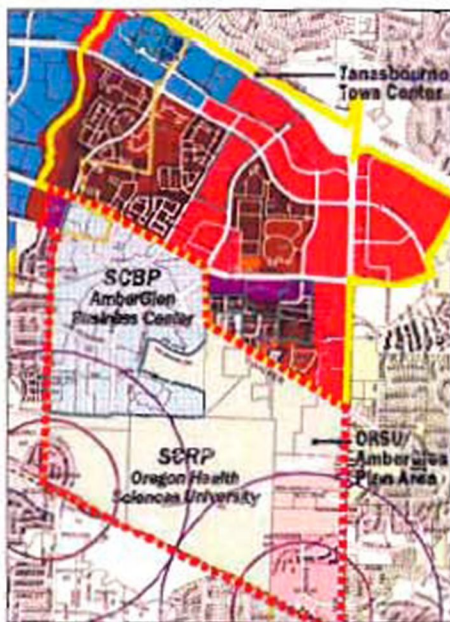 Tanasbourne
Town Center
SCBP
AmberGlen
Business Center
OHSU/
AmberGlen
Plan Area
SCRP
Oregon Health
Sciences University